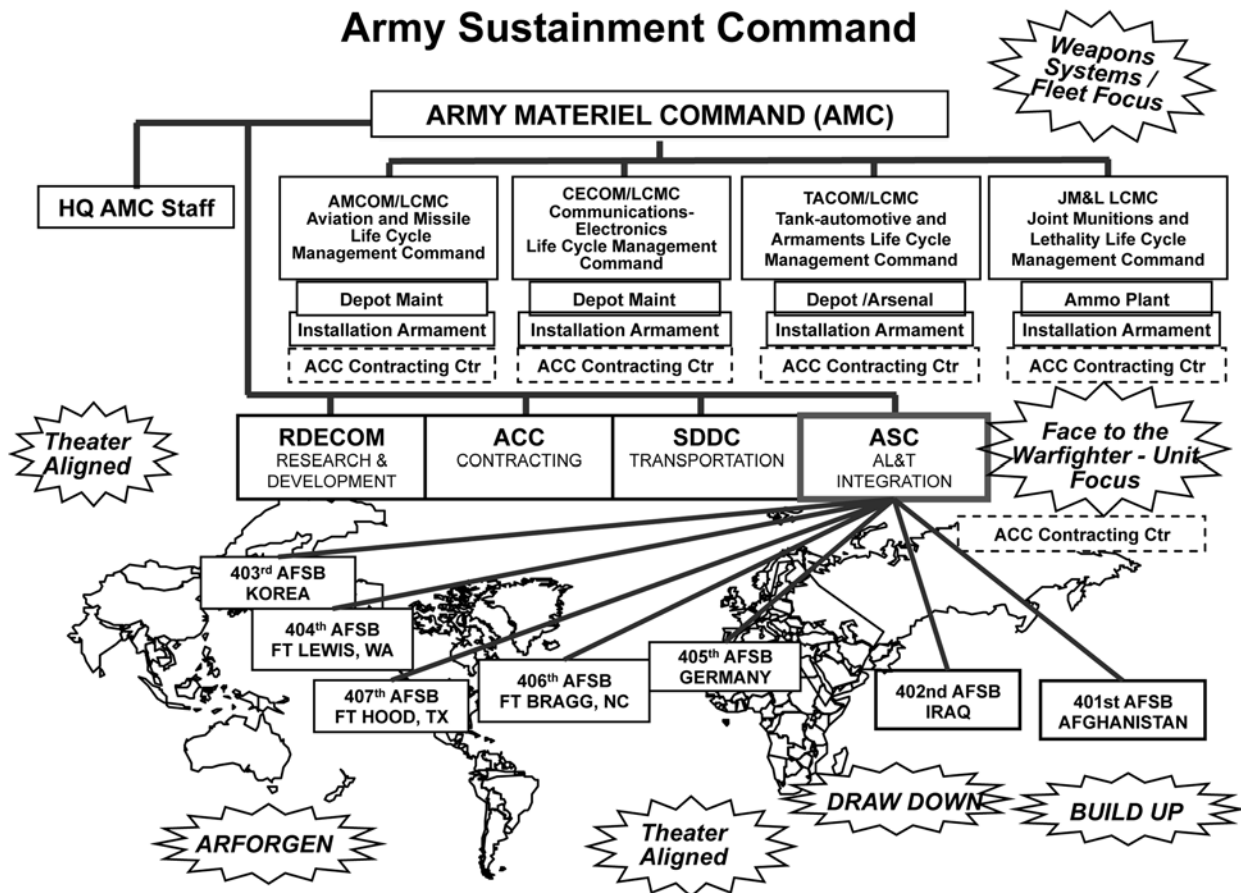 Army Sustainment Command
Weapons
Systems /
Fleet Focus
ARMY MATERIEL COMMAND (AMC)
HQ AMC Staff
AMCOM/LCMC
Aviation and Missile
Life Cycle
Management Command
Depot Maint
Installation Armament
ACC Contracting Ctr
CECOM/LCMC
Communications-
Electronics
Life Cycle Management
Command
Depot Maint
Installation Armament
ACC Contracting Ctr
TACOM/LCMC
Tank-automotive and
Armaments Life Cycle
Management Command
Depot /Arsenal
Installation Armament
ACC Contracting Ctr
JM&L LCMC
Joint Munitions and
Lethality Life Cycle
Management Command
Ammo Plant
Installation Armament
ACC Contracting Ctr
Theater
Aligned
RDECOM
RESEARCH &
DEVELOPMENT
ACC
CONTRACTING
SDDC
TRANSPORTATION
ASC
AL&T
INTEGRATION
Face to the
Warfighter - Unit
Focus
ACC Contracting Ctr
403rd AFSB
KOREA
404th AFSB
FT LEWIS, WA
407th AFSB
FT HOOD, TX
406th AFSB
FT BRAGG, NC
405th AFSB
GERMANY
402nd AFSB
IRAQ
401st AFSB
AFGHANISTAN
ARFORGEN
Theater
Aligned
DRAW DOWN
BUILD UP